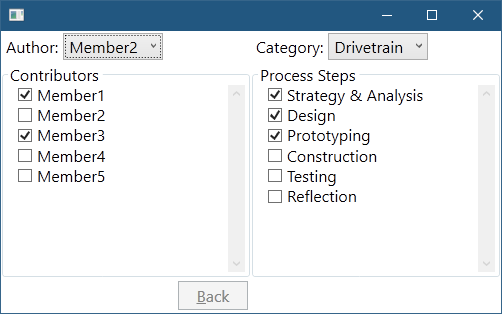 Author: Member2 Category: Drivetrain
Contributors
Member1
Member2
Member3
Member4
Member5
Process Steps
Strategy & Analysis
Design
Prototyping
Construction
Testing
Reflection
Back